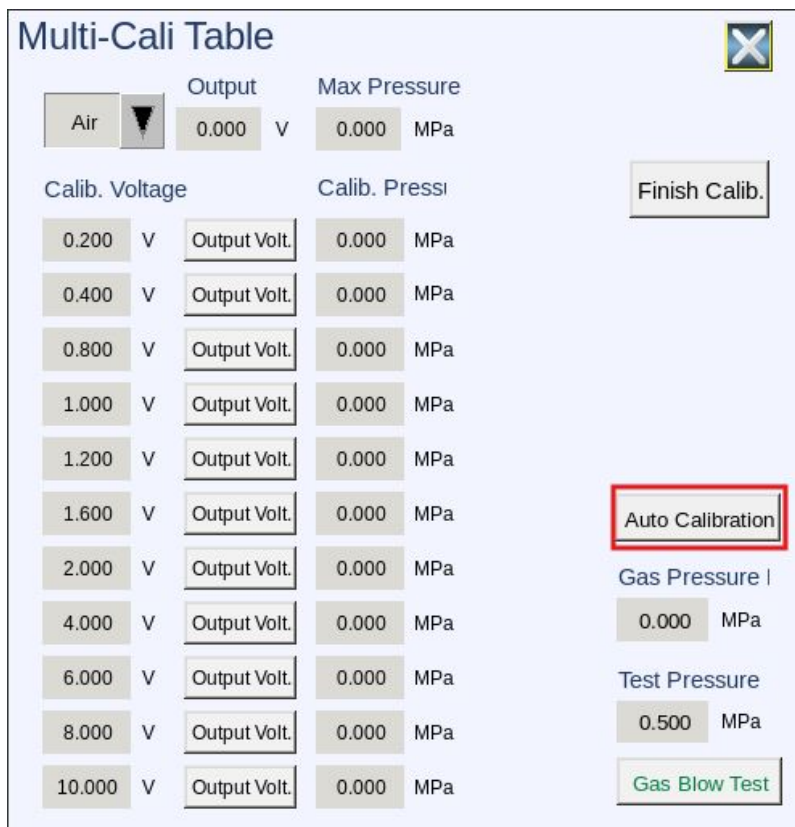 Multi-Cali Table
Output Max Pressure
Air 0.000 V 0.000 MPa
Calib. Voltage Calib. Pressu Finish Calib.
0.200 V Output Volt. 0.000 MPa
0.400 V Output Volt. 0.000 MPa
0.800 V Output Volt. 0.000 MPa
1.000 V Output Volt. 0.000 MPa
1.200 V Output Volt. 0.000 MPa
1.600 V Output Volt. 0.000 MPa Auto Calibration
2.000 V Output Volt. 0.000 MPa Gas Pressure
4.000 V Output Volt. 0.000 MPa 0.000 MPa
6.000 V Output Volt. 0.000 MPa Test Pressure
8.000 V Output Volt. 0.000 MPa 0.500 MPa
10.000 V Output Volt. 0.000 MPa Gas Blow Test